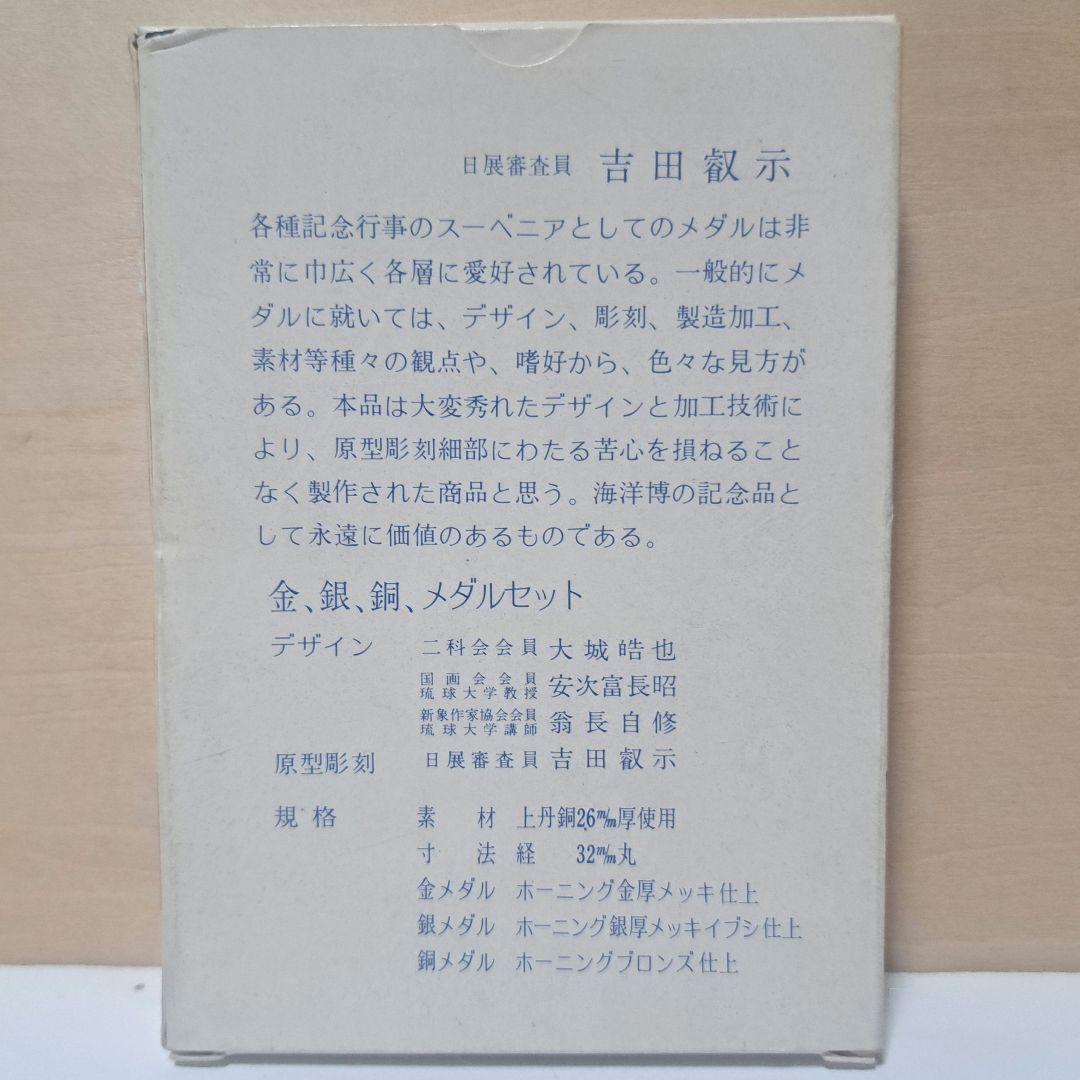 日展審査員 吉田叡示
各種記念行事のスーベニアとしてのメダルは非
常に巾広く各層に愛好されている。一般的にメ
ダルに就いては、デザイン、彫刻、製造加工、
素材等種々の観点や、嗜好から、色々な見方が
ある。本品は大変秀れたデザインと加工技術に
より、原型彫刻細部にわたる苦心を損ねること
なく製作された商品と思う。海洋博の記念品と
して永遠に価値のあるものである。
金、銀、銅、メダルセット
デザイン 二科会会員 大城皓也
国画会会員
琉球大学教授 安次富長昭
新象作家協会会員
琉球大学講師 翁長自修
原型彫刻 日展審査員 吉田叡示
規格 素材 上丹銅2.6m/m厚使用
寸法 経 32m/m丸
金メダル ホーニング金厚メッキ仕上
銀メダル ホーニング銀厚メッキイブシ仕上
銅メダル ホーニングブロンズ仕上